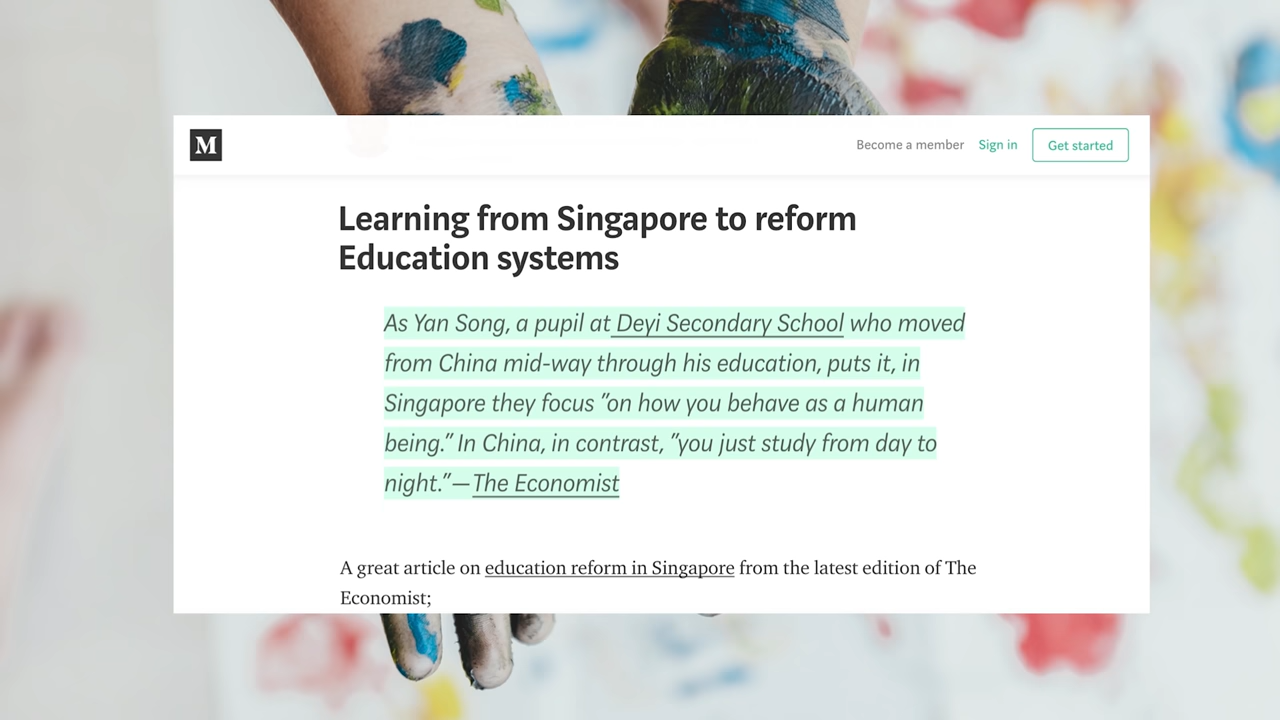 M
Become a member Sign in Get started
Learning from Singapore to reform
Education systems
As Yan Song, a pupil at Deyi Secondary School who moved
from China mid-way through his education, puts it, in
Singapore they focus "on how you behave as a human
being." In China, in contrast, "you just study from day to
night."—The Economist
A great article on education reform in Singapore from the latest edition of The
Economist;